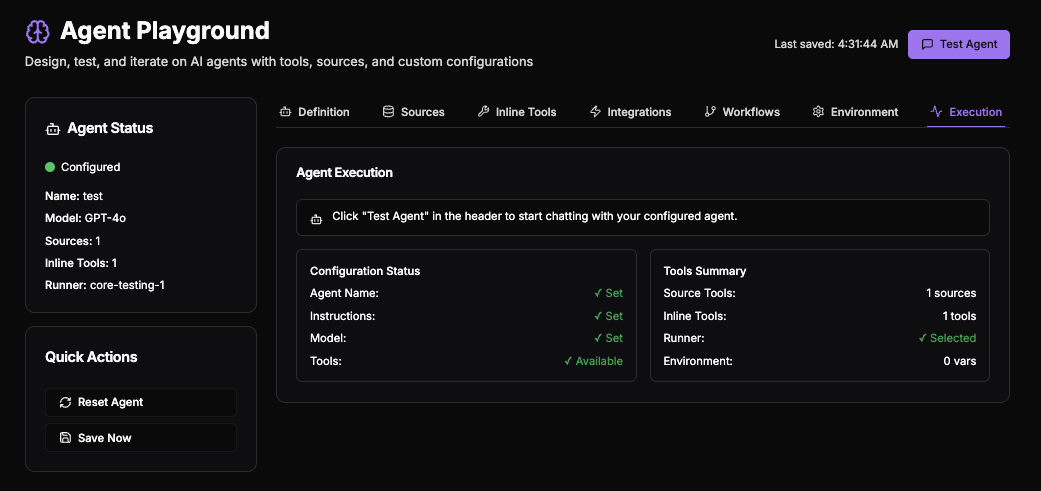 Agent Playground
Design, test, and iterate on AI agents with tools, sources, and custom configurations
Last saved: 4:31:44 AM
Test Agent
Agent Status
Configured
Name: test
Model: GPT-4o
Sources: 1
Inline Tools: 1
Runner: core-testing-1
Quick Actions
Reset Agent
Save Now
Definition Sources Inline Tools Integrations Workflows Environment Execution
Agent Execution
Click "Test Agent" in the header to start chatting with your configured agent.
Configuration Status
Agent Name: ✓ Set
Instructions: ✓ Set
Model: ✓ Set
Tools: ✓ Available
Tools Summary
Source Tools: 1 sources
Inline Tools: 1 tools
Runner: ✓ Selected
Environment: 0 vars